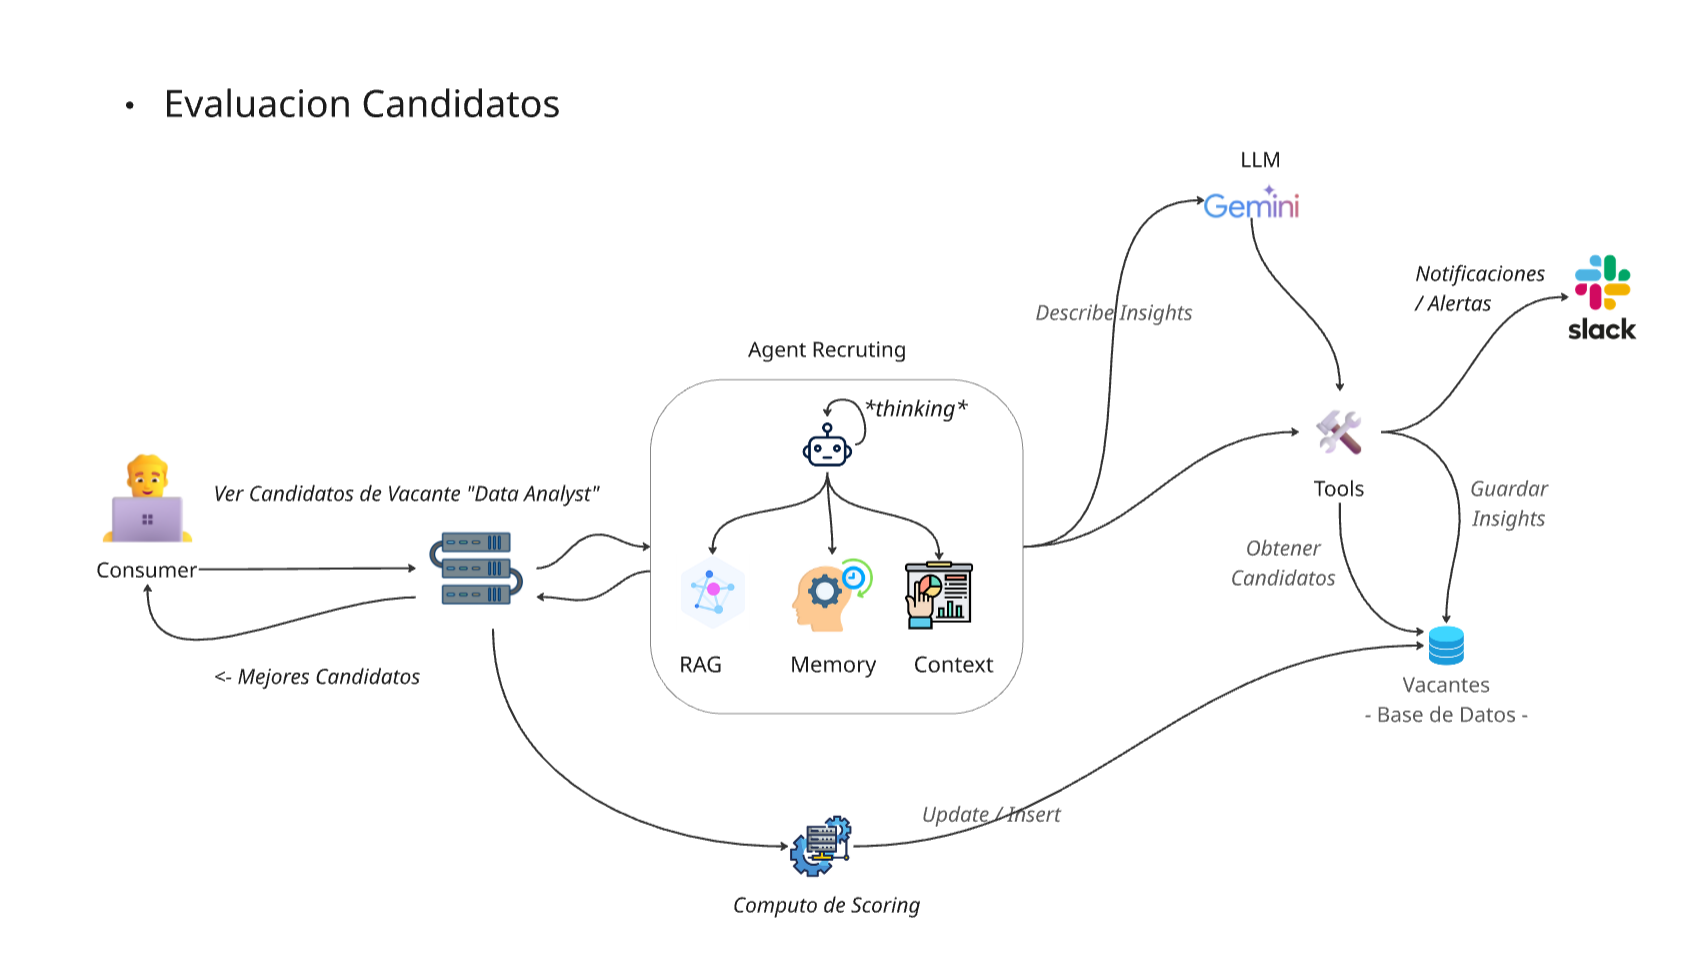 • Evaluacion Candidatos
LLM
Gemini
Notificaciones
/ Alertas
slack
Describe Insights
Agent Recruting
*thinking*
Ver Candidatos de Vacante "Data Analyst"
Tools
Guardar
Insights
Obtener
Candidatos
Consumer
RAG
Memory
Context
<- Mejores Candidatos
Vacantes
- Base de Datos -
Update / Insert
Computo de Scoring